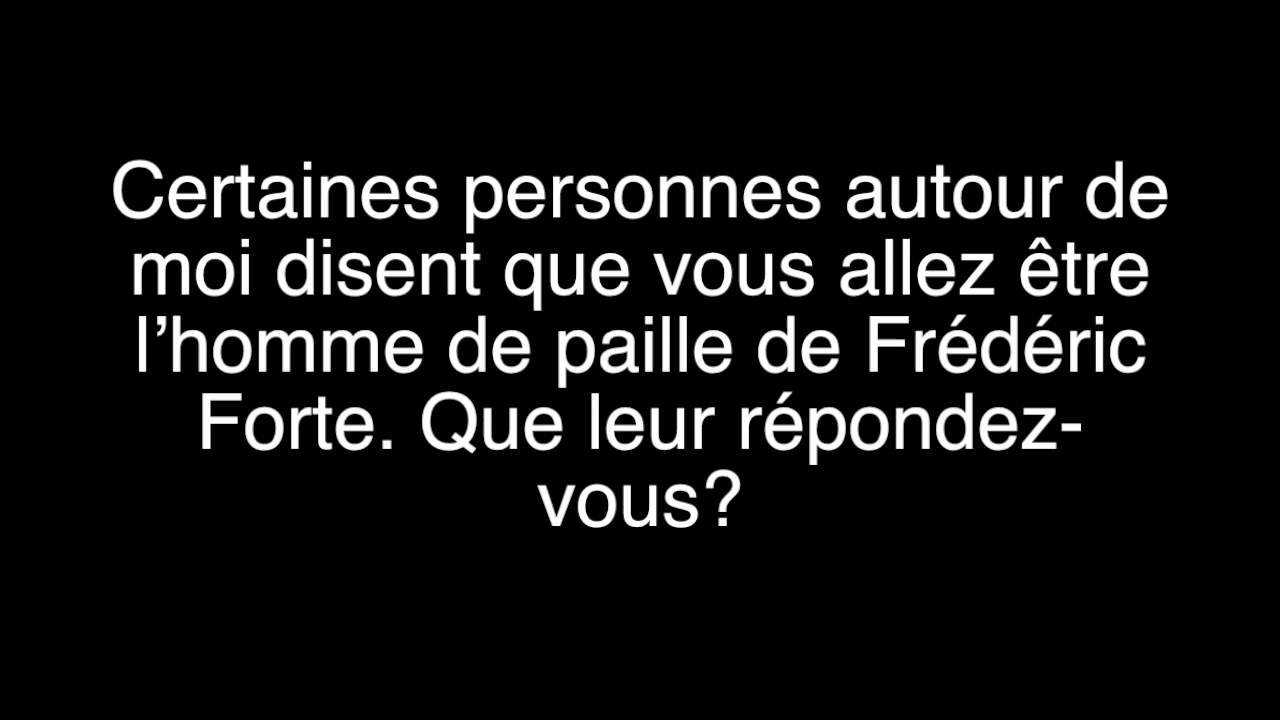 Certaines personnes autour de
moi disent que vous allez être
l’homme de paille de Frédéric
Forte. Que leur répondez-
vous?